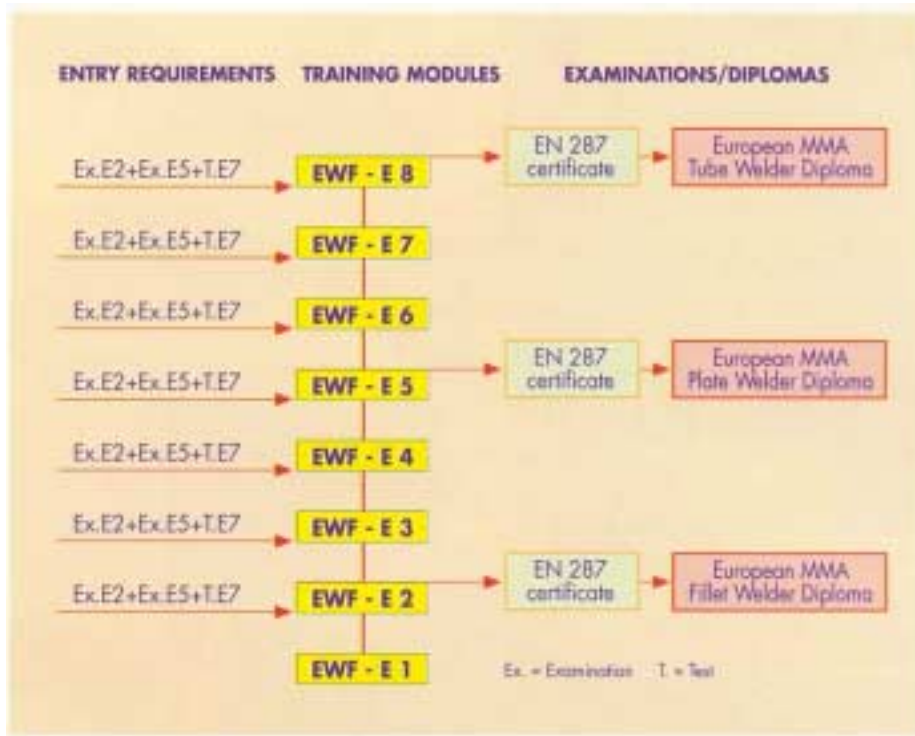 ENTRY REQUIREMENTS TRAINING MODULES EXAMINATIONS/DIPLOMAS
Ex.E2+Ex.E5+T.E7
EWF - E 8
EN 287
certificate
European MMA
Tube Welder Diploma
Ex.E2+Ex.E5+T.E7
EWF - E 7
Ex.E2+Ex.E5+T.E7
EWF - E 6
Ex.E2+Ex.E5+T.E7
EWF - E 5
EN 287
certificate
European MMA
Plate Welder Diploma
Ex.E2+Ex.E5+T.E7
EWF - E 4
Ex.E2+Ex.E5+T.E7
EWF - E 3
Ex.E2+Ex.E5+T.E7
EWF - E 2
EN 287
certificate
European MMA
Fillet Welder Diploma
EWF - E 1
Ex. = Examination T. = Test